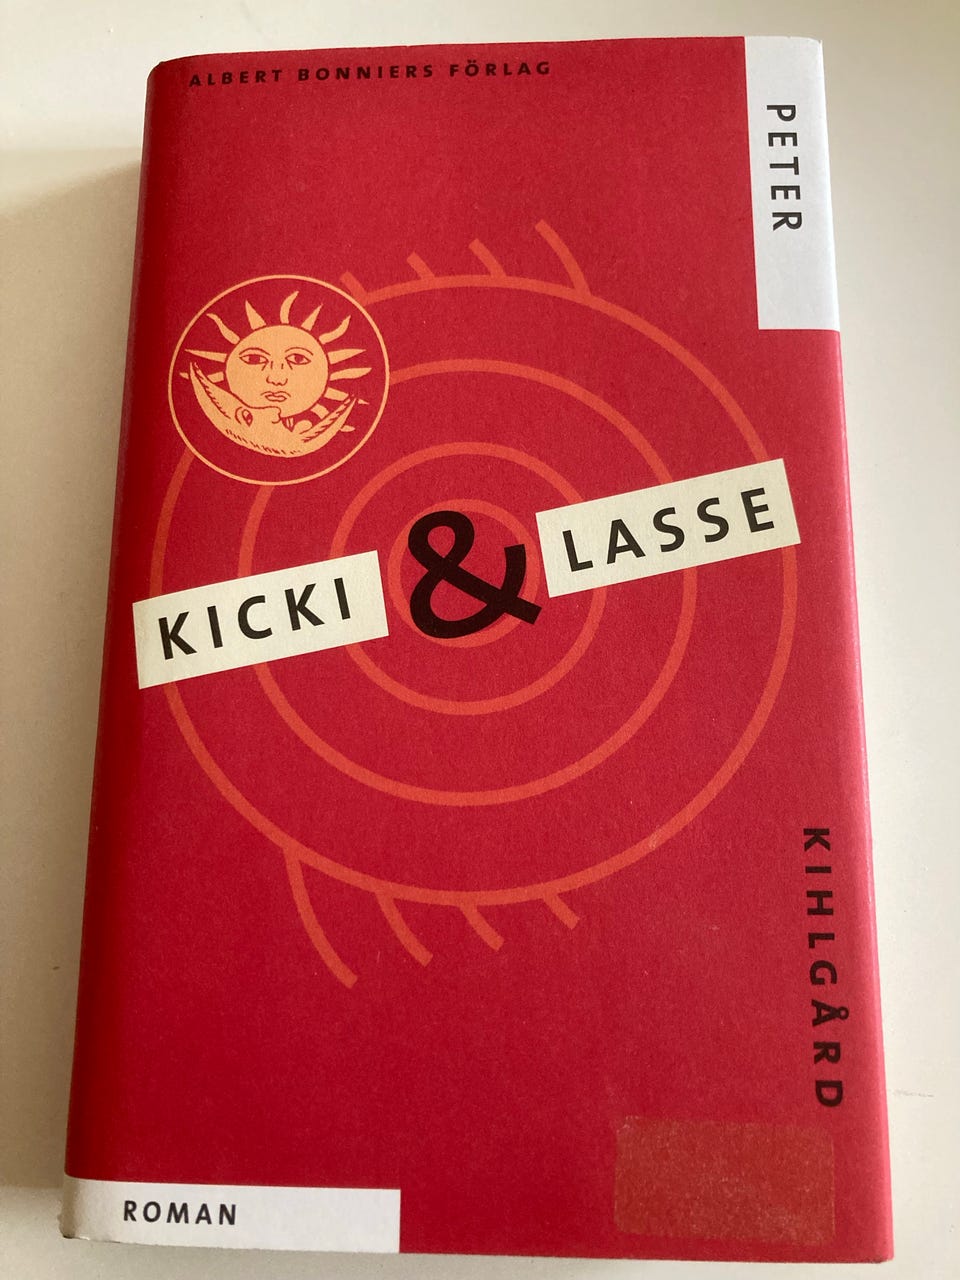 ALBERT BONNIERS FÖRLAG
PETER
KICKI & LASSE
KIHLGÅRD
ROMAN